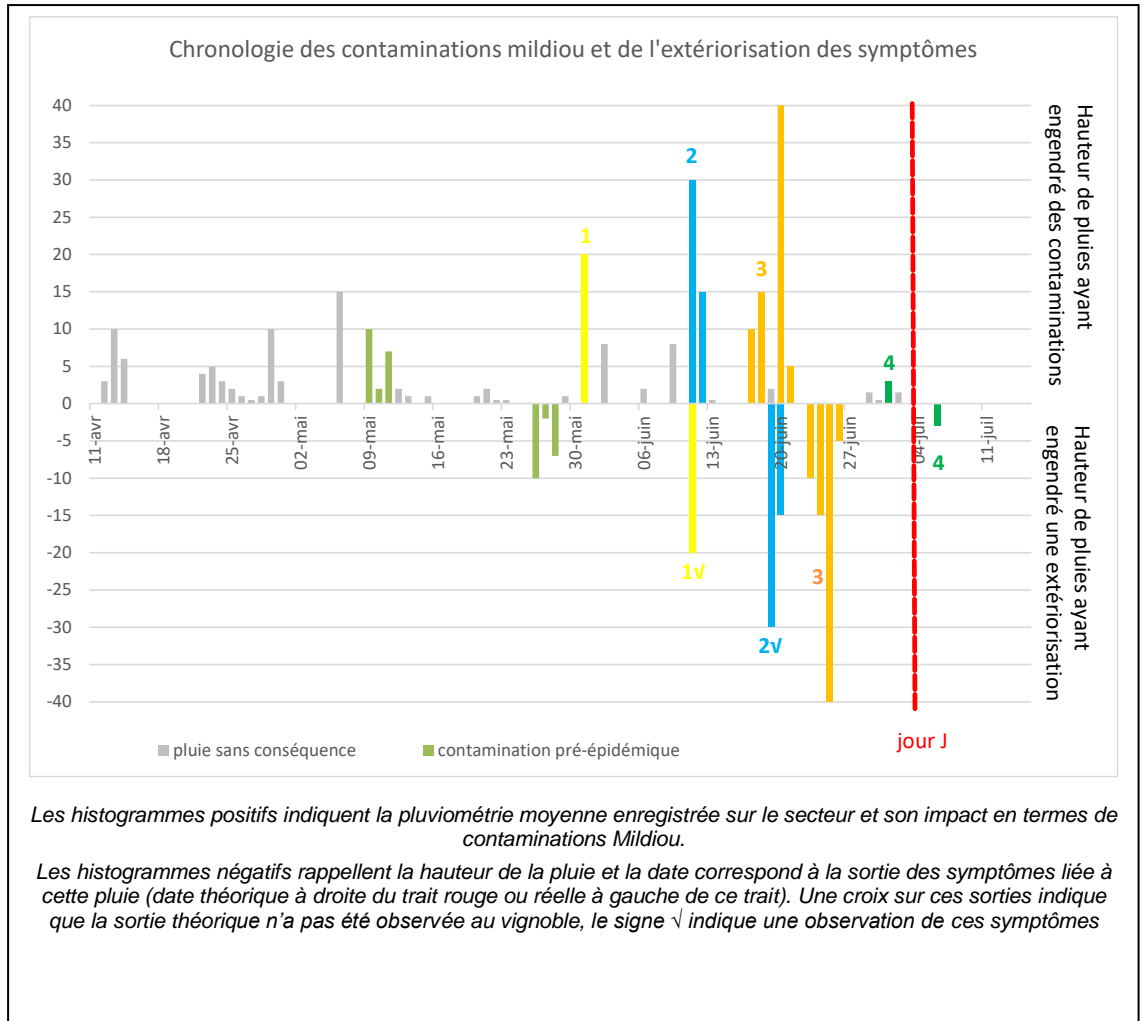 Chronologie des contaminations mildiou et de l'extériorisation des symptômes
40
35
30
25
20
15
10
5
0
-5
-10
-15
-20
-25
-30
-35
-40
11-avr
18-avr
25-avr
02-mai
09-mai
16-mai
23-mai
30-mai
06-juin
13-juin
20-juin
27-juin
04-juil
11-juil
1
2
3
4
1√
2√
3
4
Hauteur de pluies ayant
engendré des contaminations
Hauteur de pluies ayant
engendré une extériorisation
jour J
pluie sans conséquence
contamination pré-épidémique
Les histogrammes positifs indiquent la pluviométrie moyenne enregistrée sur le secteur et son impact en termes de
contaminations Mildiou.
Les histogrammes négatifs rappellent la hauteur de la pluie et la date correspond à la sortie des symptômes liée à
cette pluie (date théorique à droite du trait rouge ou réelle à gauche de ce trait). Une croix sur ces sorties indique
que la sortie théorique n'a pas été observée au vignoble, le signe √ indique une observation de ces symptômes